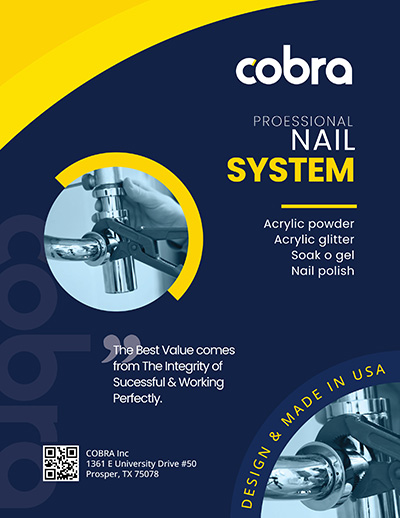 cobra
PROESSIONAL
NAIL
SYSTEM
Acrylic powder
Acrylic glitter
Soak o gel
Nail polish
cobra
”
The Best Value comes
from The Integrity of
Sucessful & Working
Perfectly.
DESIGN & MADE IN USA
COBRA Inc
1361 E University Drive #50
Prosper, TX 75078